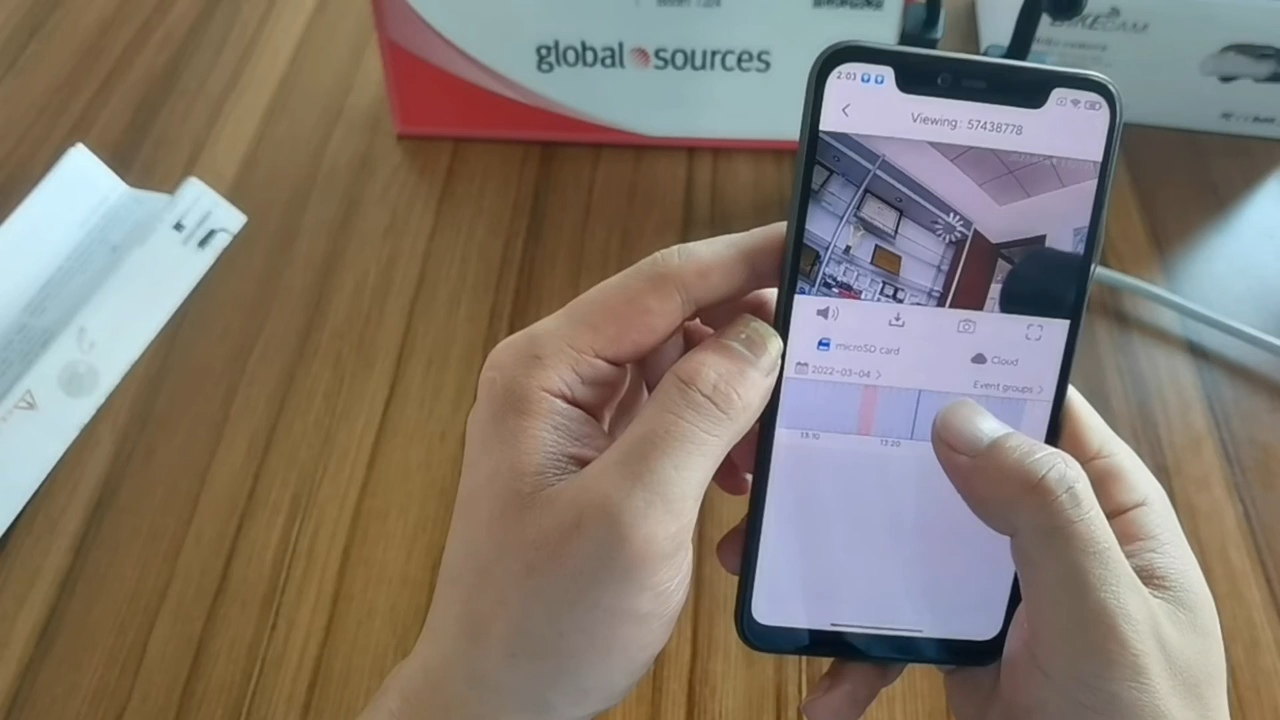 global sources
2:03
Viewing: 57438778
microSD card
Cloud
2022-03-04
Event groups
13:10
13:20